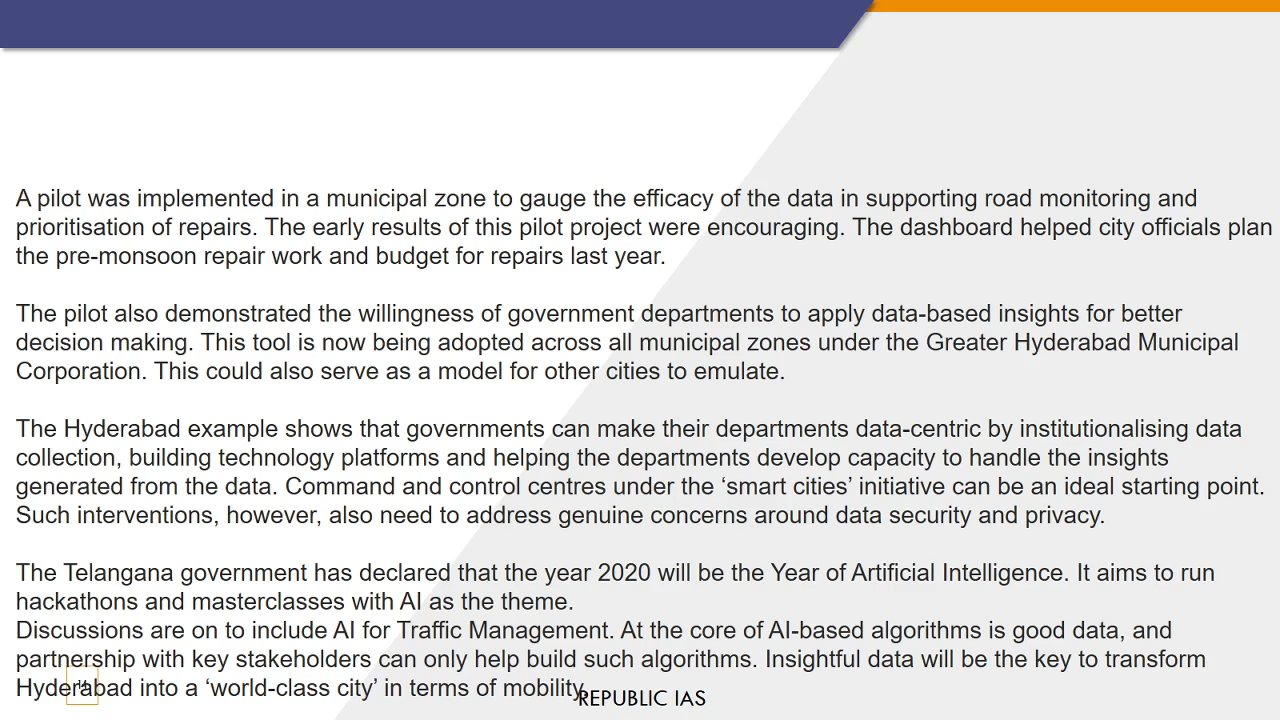 A pilot was implemented in a municipal zone to gauge the efficacy of the data in supporting road monitoring and
prioritisation of repairs. The early results of this pilot project were encouraging. The dashboard helped city officials plan
the pre-monsoon repair work and budget for repairs last year.
The pilot also demonstrated the willingness of government departments to apply data-based insights for better
decision making. This tool is now being adopted across all municipal zones under the Greater Hyderabad Municipal
Corporation. This could also serve as a model for other cities to emulate.
The Hyderabad example shows that governments can make their departments data-centric by institutionalising data
collection, building technology platforms and helping the departments develop capacity to handle the insights
generated from the data. Command and control centres under the ‘smart cities’ initiative can be an ideal starting point.
Such interventions, however, also need to address genuine concerns around data security and privacy.
The Telangana government has declared that the year 2020 will be the Year of Artificial Intelligence. It aims to run
hackathons and masterclasses with AI as the theme.
Discussions are on to include AI for Traffic Management. At the core of AI-based algorithms is good data, and
partnership with key stakeholders can only help build such algorithms. Insightful data will be the key to transform
Hyderabad into a ‘world-class city’ in terms of mobility.
REPUBLIC IAS